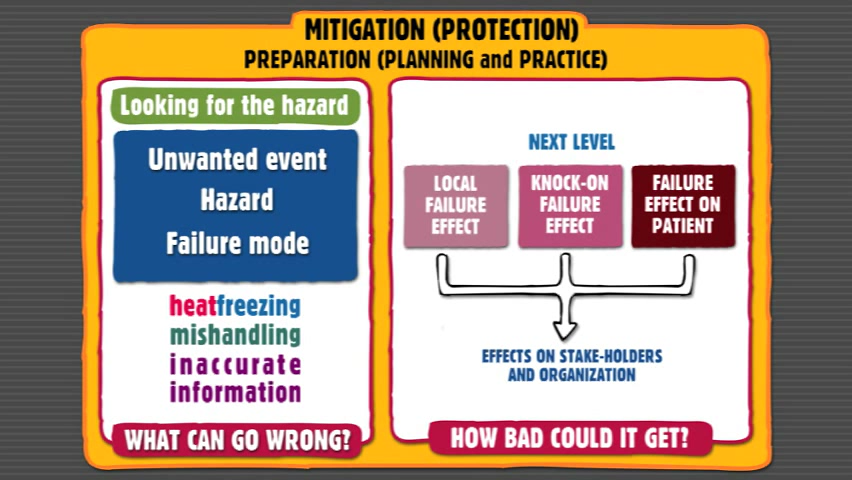 MITIGATION (PROTECTION)
PREPARATION (PLANNING and PRACTICE)
Looking for the hazard
Unwanted event
Hazard
Failure mode
heatfreezing
mishandling
inaccurate
information
WHAT CAN GO WRONG?
NEXT LEVEL
LOCAL
FAILURE
EFFECT
KNOCK-ON
FAILURE
EFFECT
FAILURE
EFFECT ON
PATIENT
EFFECTS ON STAKE-HOLDERS
AND ORGANIZATION
HOW BAD COULD IT GET?